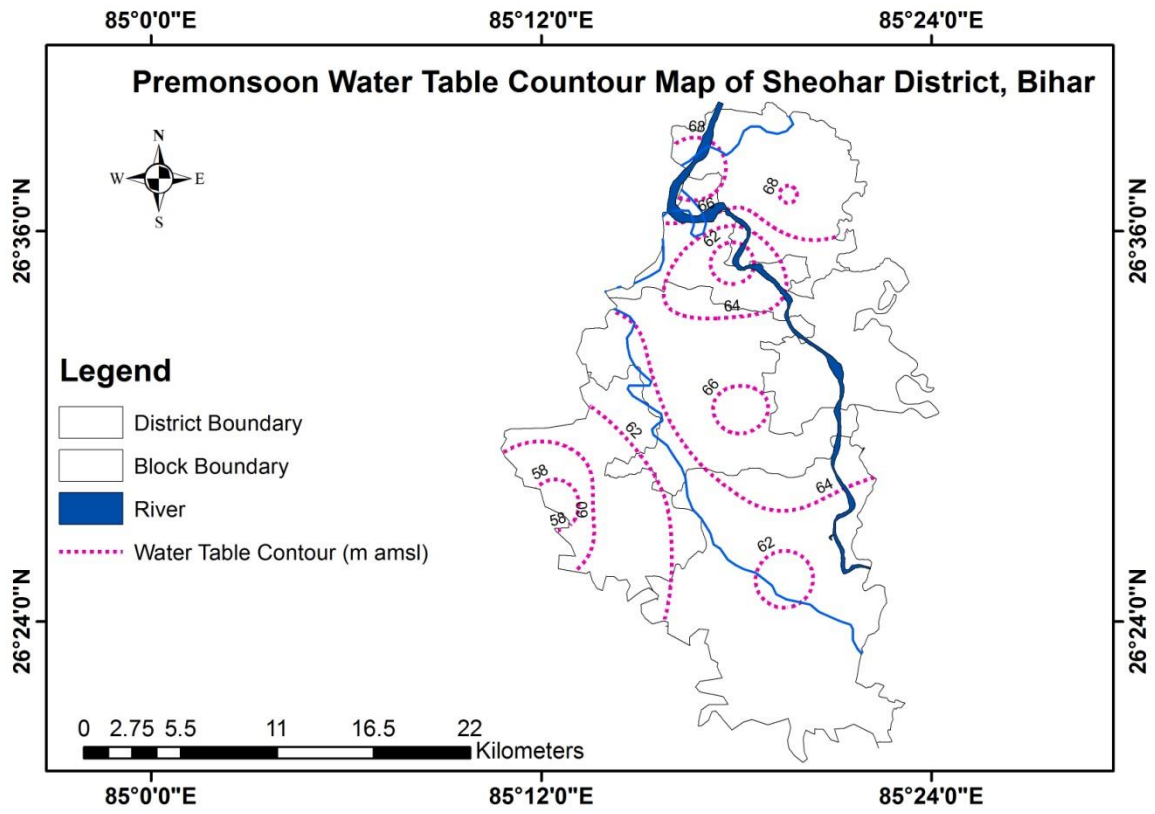 85°0'0"E 85°12'0"E 85°24'0"E
Premonsoon Water Table Countour Map of Sheohar District, Bihar
N
W E
S
26°36'0"N
26°36'0"N
68
68
66
62
64
66
62
58
60
58
64
62
Legend
District Boundary
Block Boundary
River
Water Table Contour (m amsl)
26°24'0"N
26°24'0"N
0 2.75 5.5 11 16.5 22
Kilometers
85°0'0"E 85°12'0"E 85°24'0"E